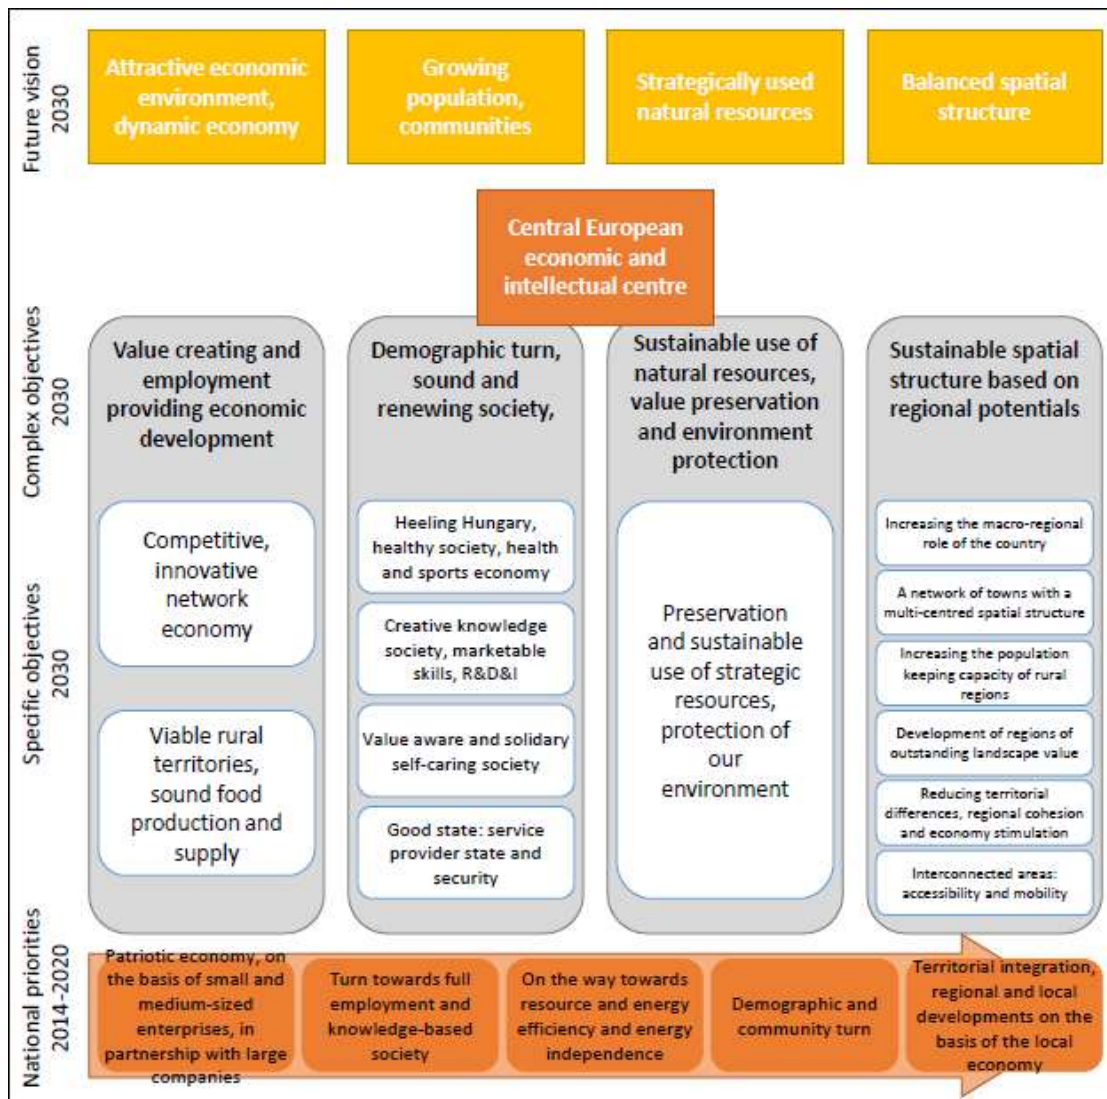 Future vision
2030
Attractive economic
environment,
dynamic economy
Growing
population,
communities
Strategically used
natural resources
Balanced spatial
structure
Central European
economic and
intellectual centre
Complex objectives
2030
Value creating and
employment
providing economic
development
Demographic turn,
sound and
renewing society,
Sustainable use of
natural resources,
value preservation
and environment
protection
Sustainable spatial
structure based on
regional potentials
Specific objectives
2030
Competitive,
innovative
network
economy
Viable rural
territories,
sound food
production and
supply
Heeling Hungary,
healthy society, health
and sports economy
Creative knowledge
society, marketable
skills, R&D&I
Value aware and solidary
self-caring society
Good state: service
provider state and
security
Preservation
and sustainable
use of strategic
resources,
protection of
our
environment
Increasing the macro-regional
role of the country
A network of towns with a
multi-centred spatial structure
Increasing the population
keeping capacity of rural
regions
Development of regions of
outstanding landscape value
Reducing territorial
differences, regional cohesion
and economy stimulation
Interconnected areas:
accessibility and mobility
National priorities
2014-2020
Patriotic economy, on
the basis of small and
medium-sized
enterprises, in
partnership with large
companies
Turn towards full
employment and
knowledge-based
society
On the way towards
resource and energy
efficiency and energy
independence
Demographic and
community turn
Territorial integration,
regional and local
developments on the
basis of the local
economy